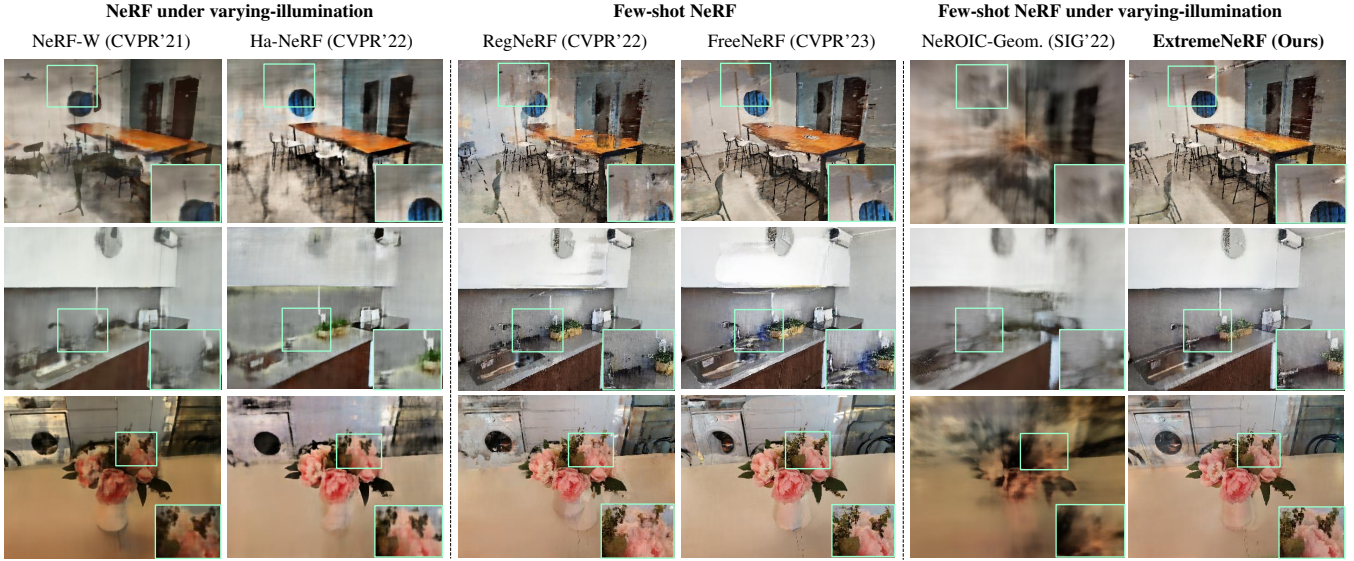 NeRF under varying-illumination
Few-shot NeRF
Few-shot NeRF under varying-illumination
NeRF-W (CVPR'21)
Ha-NeRF (CVPR'22)
RegNeRF (CVPR'22)
FreeNeRF (CVPR'23)
NeROIC-Geom. (SIG'22)
ExtremeNeRF (Ours)